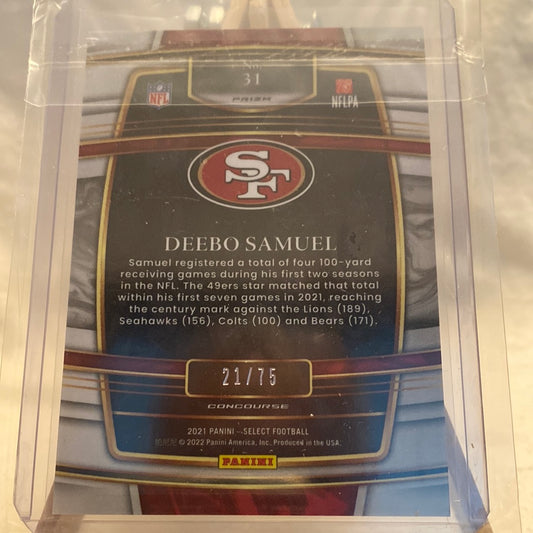 No.
31
PRIZM
NFL
NFLPA
SF
DEEBO SAMUEL
Samuel registered a total of four 100-yard
receiving games during his first two seasons
in the NFL. The 49ers star matched that total
within his first seven games in 2021, reaching
the century mark against the Lions (189),
Seahawks (156), Colts (100) and Bears (171).
21/75
CONCOURSE
2021 PANINI - SELECT FOOTBALL
© 2022 Panini America, Inc. Produced in the USA.
PANINI